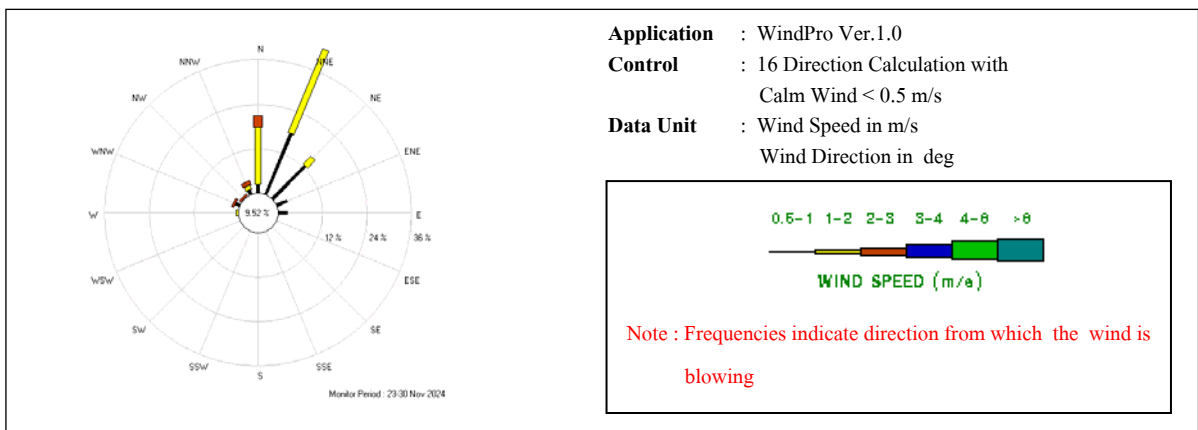 N
NNW
NNE
NW
NE
WNW
ENE
9.52 %
W
E
12 %
24 %
36 %
WSW
ESE
SW
SE
SSW
SSE
S
Monitor Period : 23-30 Nov 2024
Application : WindPro Ver.1.0
Control : 16 Direction Calculation with
Calm Wind < 0.5 m/s
Data Unit : Wind Speed in m/s
Wind Direction in deg
0.5-1 1-2 2-3 3-4 4-6 >6
WIND SPEED (m/s)
Note : Frequencies indicate direction from which the wind is
blowing